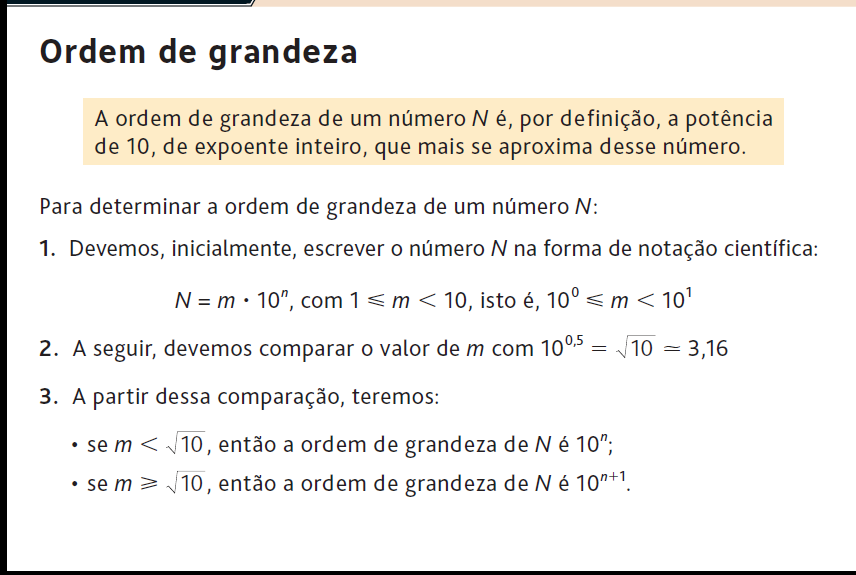 Ordem de grandeza
A ordem de grandeza de um número N é, por definição, a potência
de 10, de expoente inteiro, que mais se aproxima desse número.
Para determinar a ordem de grandeza de um número N:
1. Devemos, inicialmente, escrever o número N na forma de notação científica:
N = m · 10ⁿ, com 1 ⩽ m < 10, isto é, 10⁰ ⩽ m < 10¹
2. A seguir, devemos comparar o valor de m com 10^0,5 = √10 ≃ 3,16
3. A partir dessa comparação, teremos:
• se m < √10, então a ordem de grandeza de N é 10ⁿ;
• se m ⩾ √10, então a ordem de grandeza de N é 10ⁿ⁺¹.